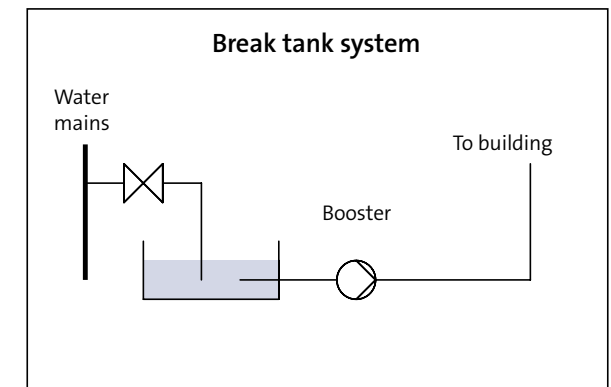 Break tank system
Water
mains
To building
Booster